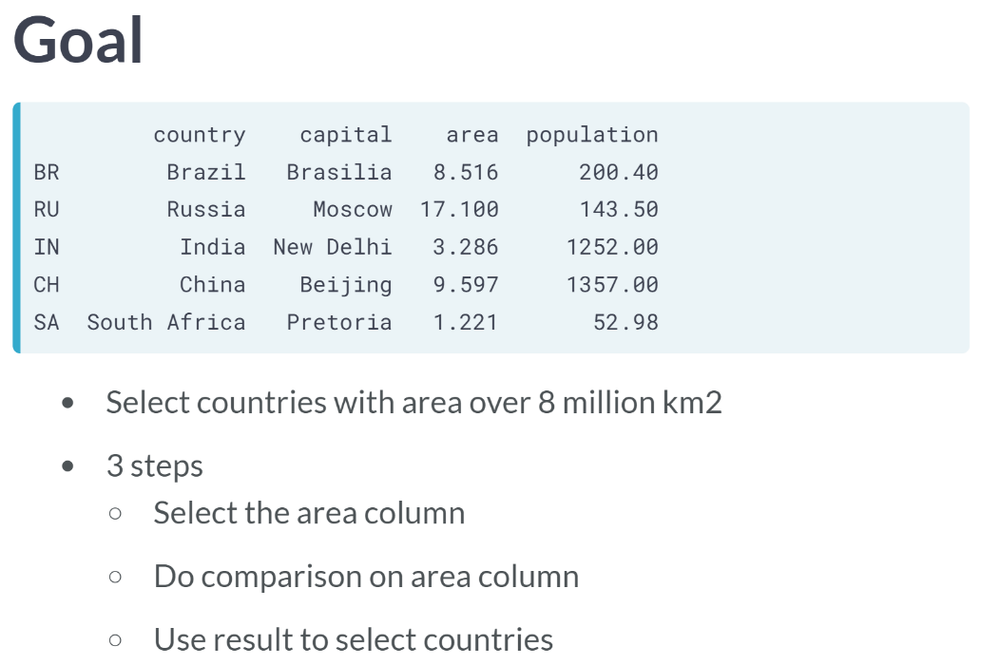 Goal
country capital area population
BR Brazil Brasilia 8.516 200.40
RU Russia Moscow 17.100 143.50
IN India New Delhi 3.286 1252.00
CH China Beijing 9.597 1357.00
SA South Africa Pretoria 1.221 52.98
• Select countries with area over 8 million km2
• 3 steps
○ Select the area column
○ Do comparison on area column
○ Use result to select countries